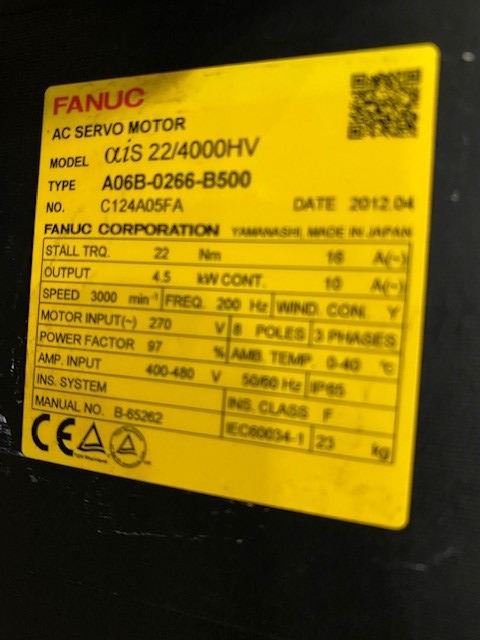 FANUC
AC SERVO MOTOR
MODEL αiS 22/4000HV
TYPE A06B-0266-B500
NO. C124A05FA DATE 2012.04
FANUC CORPORATION YAMANASHI, MADE IN JAPAN
STALL TRQ. 22 Nm 16 A(~)
OUTPUT 4.5 kW CONT. 10 A(~)
SPEED 3000 min⁻¹ FREQ. 200 Hz WIND. CON. Y
MOTOR INPUT(~) 270 V 8 POLES 3 PHASES
POWER FACTOR 97 % AMB. TEMP. 0-40 ℃
AMP. INPUT 400-480 V 50/60 Hz IP65
INS. SYSTEM INS. CLASS F
MANUAL NO. B-65262 IEC60034-1 23 kg
CE